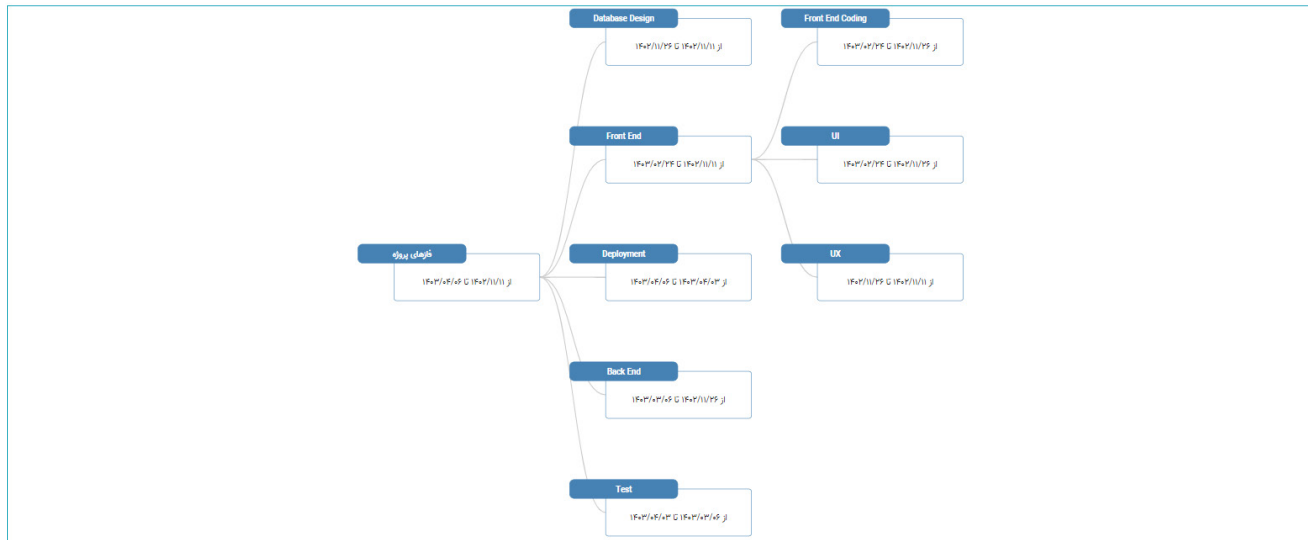 Database Design
از ۱۴۰۲/۱۱/۱۱ تا ۱۴۰۲/۱۱/۲۶
Front End Coding
از ۱۴۰۲/۱۱/۲۶ تا ۱۴۰۳/۰۲/۲۴
Front End
از ۱۴۰۲/۱۱/۱۱ تا ۱۴۰۳/۰۲/۲۴
UI
از ۱۴۰۲/۱۱/۲۶ تا ۱۴۰۳/۰۲/۲۴
فازهای پروژه
از ۱۴۰۲/۱۱/۱۱ تا ۱۴۰۳/۰۴/۰۶
Deployment
از ۱۴۰۳/۰۴/۰۳ تا ۱۴۰۳/۰۴/۰۶
UX
از ۱۴۰۲/۱۱/۱۱ تا ۱۴۰۲/۱۱/۲۶
Back End
از ۱۴۰۲/۱۱/۲۶ تا ۱۴۰۳/۰۳/۰۶
Test
از ۱۴۰۳/۰۳/۰۶ تا ۱۴۰۳/۰۴/۰۳